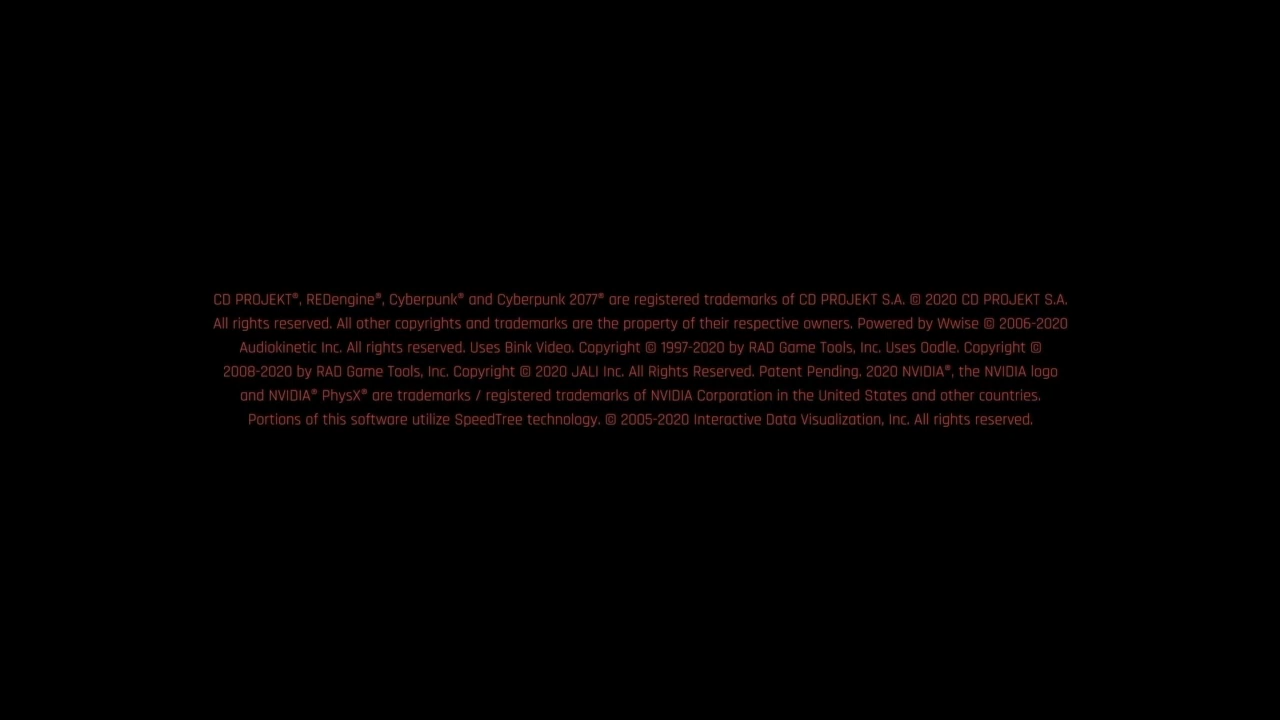 CD PROJEKT®, REDengine®, Cyberpunk® and Cyberpunk 2077® are registered trademarks of CD PROJEKT S.A. © 2020 CD PROJEKT S.A.
All rights reserved. All other copyrights and trademarks are the property of their respective owners. Powered by Wwise © 2006-2020
Audiokinetic Inc. All rights reserved. Uses Bink Video. Copyright © 1997-2020 by RAD Game Tools, Inc. Uses Oodle. Copyright ©
2008-2020 by RAD Game Tools, Inc. Copyright © 2020 JALI Inc. All Rights Reserved. Patent Pending. 2020 NVIDIA®, the NVIDIA logo
and NVIDIA® PhysX® are trademarks / registered trademarks of NVIDIA Corporation in the United States and other countries.
Portions of this software utilize SpeedTree technology. © 2005-2020 Interactive Data Visualization, Inc. All rights reserved.